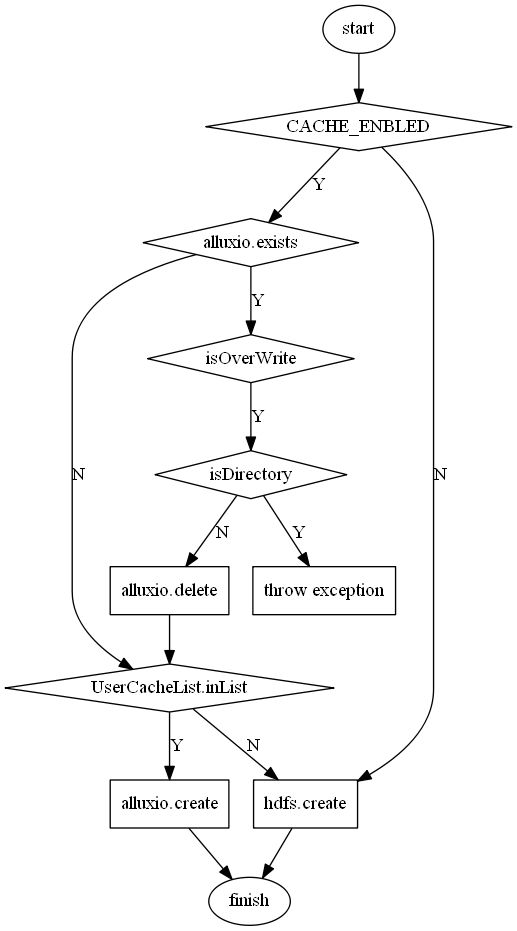 start
CACHE_ENBLED
Y
alluxio.exists
Y
isOverWrite
Y
N
N
isDirectory
N
Y
alluxio.delete
throw exception
UserCacheList.inList
Y
N
alluxio.create
hdfs.create
finish